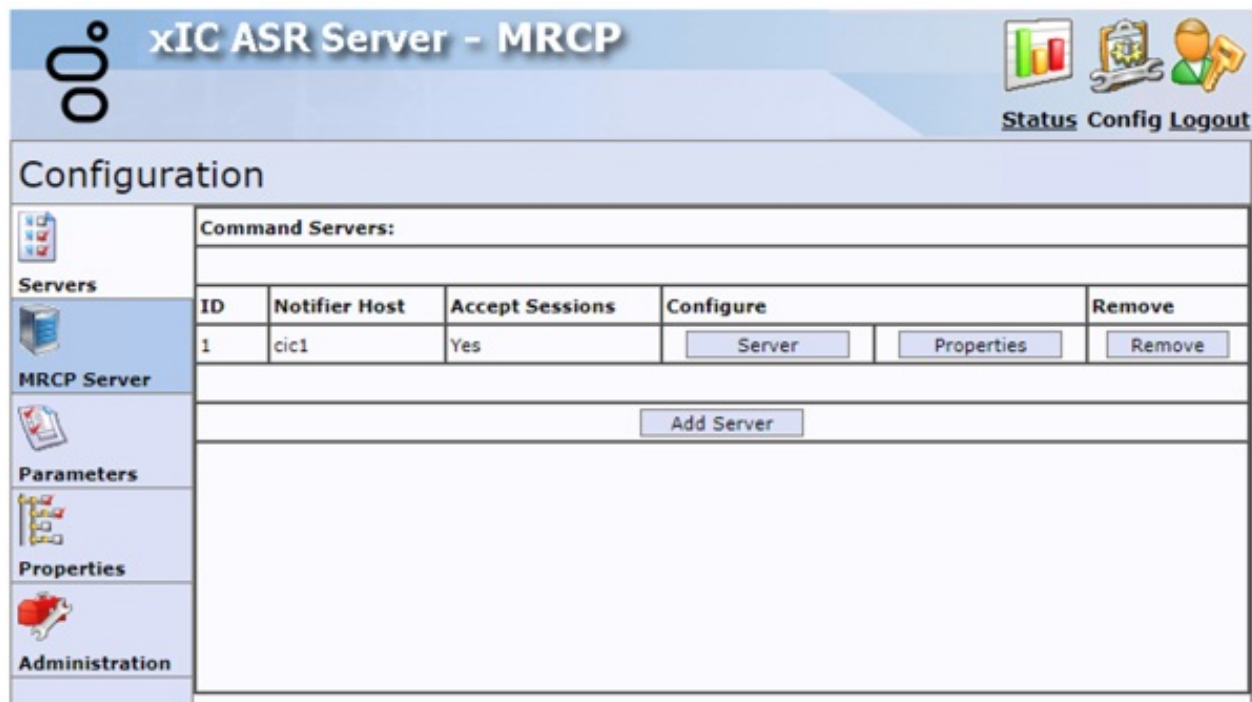 xIC ASR Server - MRCP
Status Config Logout
Configuration
Servers
MRCP Server
Parameters
Properties
Administration
Command Servers:
ID Notifier Host Accept Sessions Configure Remove
1 cic1 Yes Server Properties Remove
Add Server